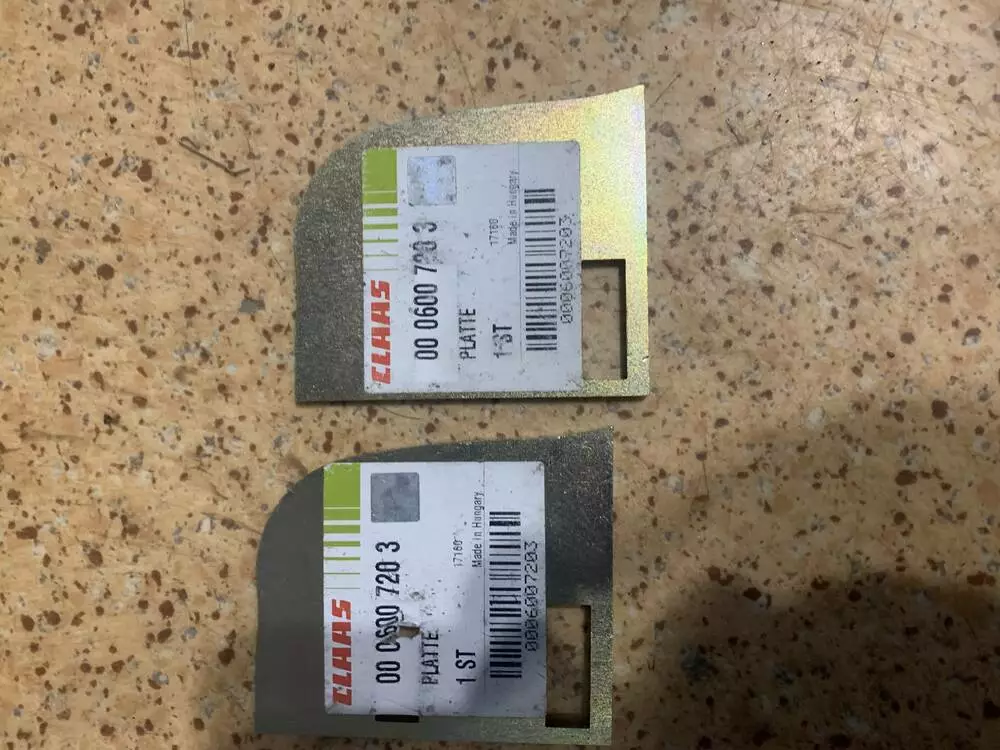 CLAAS
00 0600 720 3
PLATTE
1 ST
17160
Made in Hungary
0006007203
CLAAS
00 0600 720 3
PLATTE
1 ST
17160
Made in Hungary
0006007203